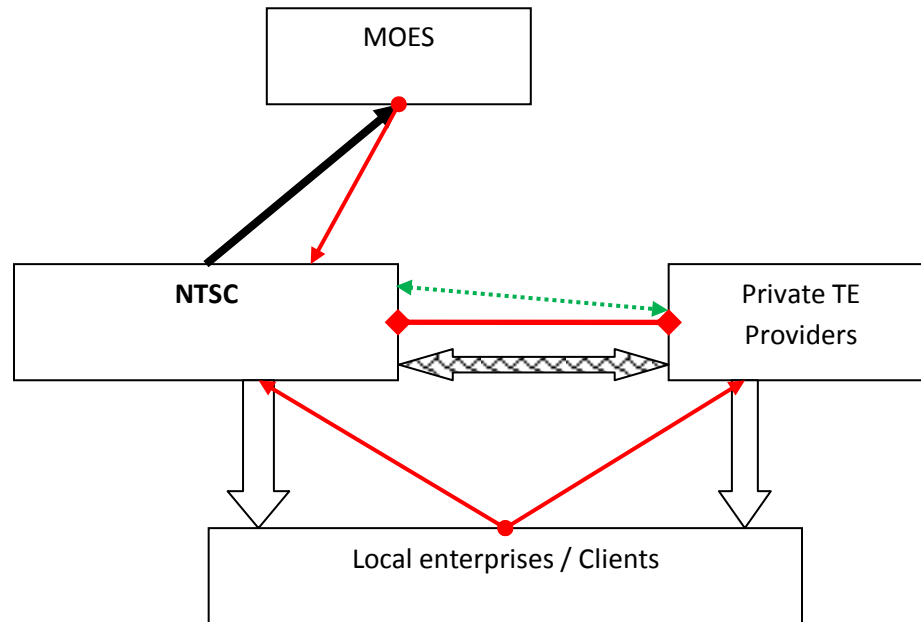 MOES
NTSC
Private TE
Providers
Local enterprises / Clients